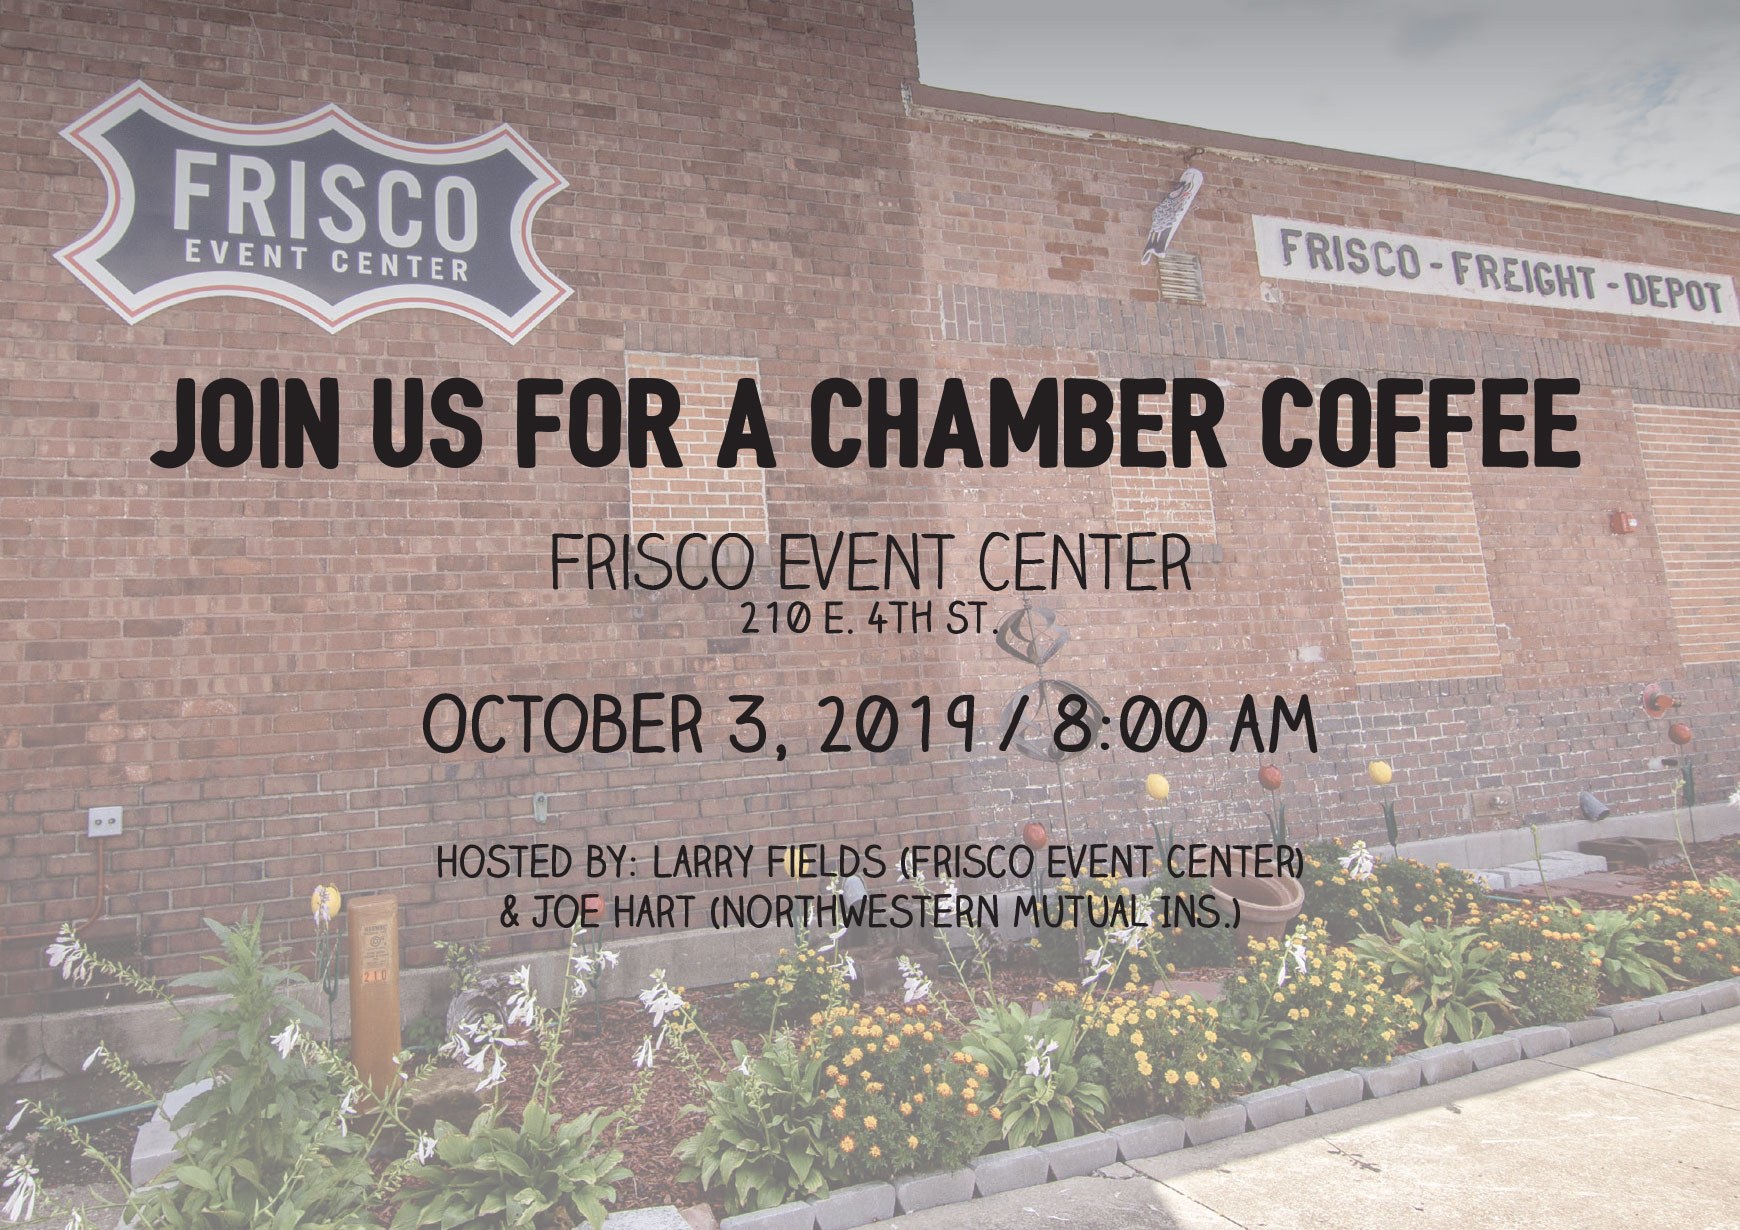 FRISCO
EVENT CENTER
FRISCO - FREIGHT - DEPOT
JOIN US FOR A CHAMBER COFFEE
FRISCO EVENT CENTER
210 E. 4TH ST.
OCTOBER 3, 2019 / 8:00 AM
HOSTED BY: LARRY FIELDS (FRISCO EVENT CENTER)
& JOE HART (NORTHWESTERN MUTUAL INS.)
WARNING
210